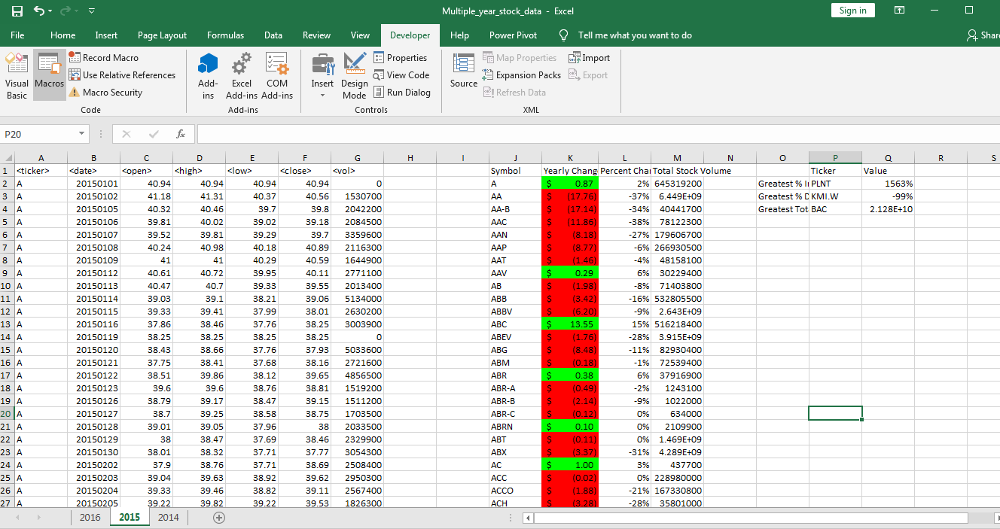 Multiple_year_stock_data - Excel
Sign in
File Home Insert Page Layout Formulas Data Review View Developer Help Power Pivot Tell me what you want to do Shar
Visual Basic
Macros
Record Macro
Use Relative References
Macro Security
Code
Add-ins
Excel Add-ins
COM Add-ins
Add-ins
Insert
Design Mode
Properties
View Code
Run Dialog
Controls
Source
Map Properties
Expansion Packs
Refresh Data
Import
Export
XML
P20 fx
A B C D E F G H I J K L M N O P Q R S
1 <ticker> <date> <open> <high> <low> <close> <vol> Symbol Yearly Chang Percent Char Total Stock Volume Ticker Value
2 A 20150101 40.94 40.94 40.94 40.94 0 A $ 0.87 2% 645319200 Greatest % I PLNT 1563%
3 A 20150102 41.18 41.31 40.37 40.56 1530700 AA $ (17.76) -37% 6.449E+09 Greatest % D KMI.W -99%
4 A 20150105 40.32 40.46 39.7 39.8 2042200 AA-B $ (17.14) -34% 40441700 Greatest Tot BAC 2.128E+10
5 A 20150106 39.81 40.02 39.02 39.18 2084500 AAC $ (11.86) -38% 78122300
6 A 20150107 39.52 39.81 39.29 39.7 3359600 AAN $ (8.18) -27% 179606700
7 A 20150108 40.24 40.98 40.18 40.89 2116300 AAP $ (8.77) -6% 266930500
8 A 20150109 41 41 40.29 40.59 1644900 AAT $ (1.46) -4% 48158100
9 A 20150112 40.61 40.72 39.95 40.11 2771100 AAV $ 0.29 6% 30229400
10 A 20150113 40.47 40.7 39.33 39.55 2013400 AB $ (1.98) -8% 71403800
11 A 20150114 39.03 39.1 38.21 39.06 5134000 ABB $ (3.42) -16% 532805500
12 A 20150115 39.33 39.41 37.99 38.01 2630200 ABBV $ (6.20) -9% 2.643E+09
13 A 20150116 37.86 38.46 37.76 38.25 3003900 ABC $ 13.55 15% 516218400
14 A 20150119 38.25 38.25 38.25 38.25 0 ABEV $ (1.76) -28% 3.915E+09
15 A 20150120 38.43 38.66 37.76 37.93 5033600 ABG $ (8.48) -11% 82930400
16 A 20150121 37.75 38.41 37.68 38.16 2721600 ABM $ (0.18) -1% 72539400
17 A 20150122 38.51 39.86 38.12 39.65 4856500 ABR $ 0.38 6% 37916900
18 A 20150123 39.6 39.6 38.76 38.81 1519200 ABR-A $ (0.49) -2% 1243100
19 A 20150126 38.79 39.17 38.47 39.15 1511200 ABR-B $ (2.14) -9% 1022000
20 A 20150127 38.7 39.25 38.58 38.75 1703500 ABR-C $ (0.12) 0% 634000
21 A 20150128 39.01 39.05 37.96 38 2033500 ABRN $ 0.10 0% 2109900
22 A 20150129 38 38.47 37.69 38.46 2329900 ABT $ (0.11) 0% 1.469E+09
23 A 20150130 38.01 38.32 37.71 37.77 3054300 ABX $ (3.37) -31% 4.289E+09
24 A 20150202 37.9 38.76 37.71 38.69 2508400 AC $ 1.00 3% 437700
25 A 20150203 39.04 39.63 38.92 39.62 2950300 ACC $ (0.02) 0% 228980000
26 A 20150204 39.33 39.46 38.82 39.11 2567400 ACCO $ (1.88) -21% 167330800
27 A 20150205 39.22 39.82 39.22 39.53 1826300 ACH $ (3.28) -28% 35801000
2016 2015 2014